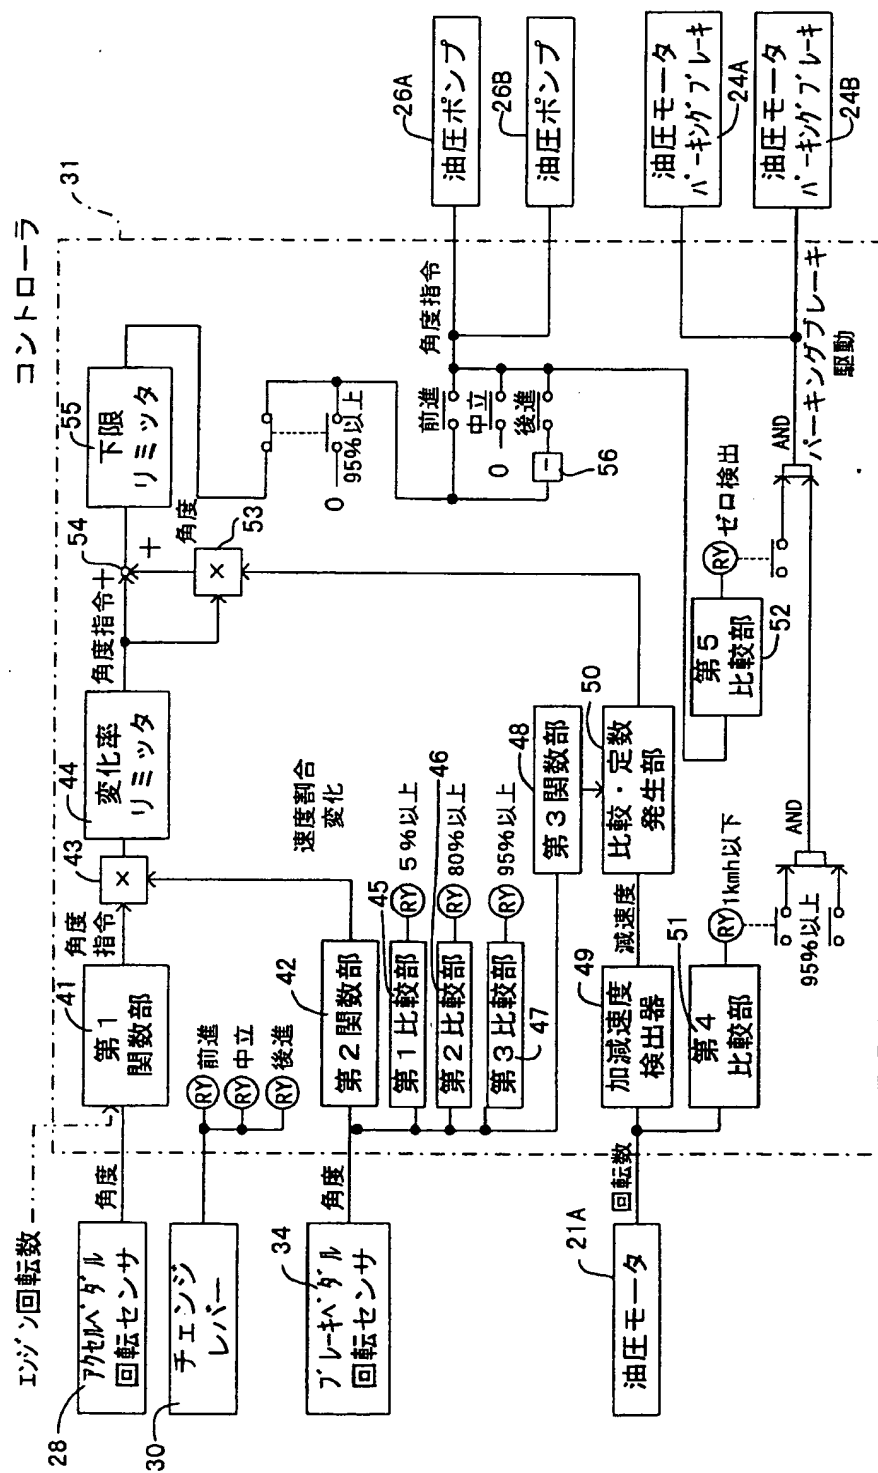 コントローラ
31
エンジン回転数
アクセルペダル
回転センサ
28
角度
チェンジ
レバー
30
ブレーキペダル
回転センサ
34
角度
油圧モータ
21A
回転数
第1
関数部
41
角度
指令
×
43
変化率
リミッタ
44
角度指令
+
+
54
下限
リミッタ
55
角度
×
53
RY
前進
RY
中立
RY
後進
第2関数部
42
速度割合
変化
第1比較部
45
RY
5%以上
第2比較部
46
RY
80%以上
第3比較部
47
RY
95%以上
第3関数部
48
加減速度
検出器
49
減速度
比較・定数
発生部
50
第4
比較部
51
RY
1kmh以下
95%以上
AND
第5
比較部
52
RY
ゼロ検出
AND
0
95%以上
前進
中立
0
後進
−
56
角度指令
パーキングブレーキ
駆動
油圧ポンプ
26A
油圧ポンプ
26B
油圧モータ
パーキングブレーキ
24A
油圧モータ
パーキングブレーキ
24B